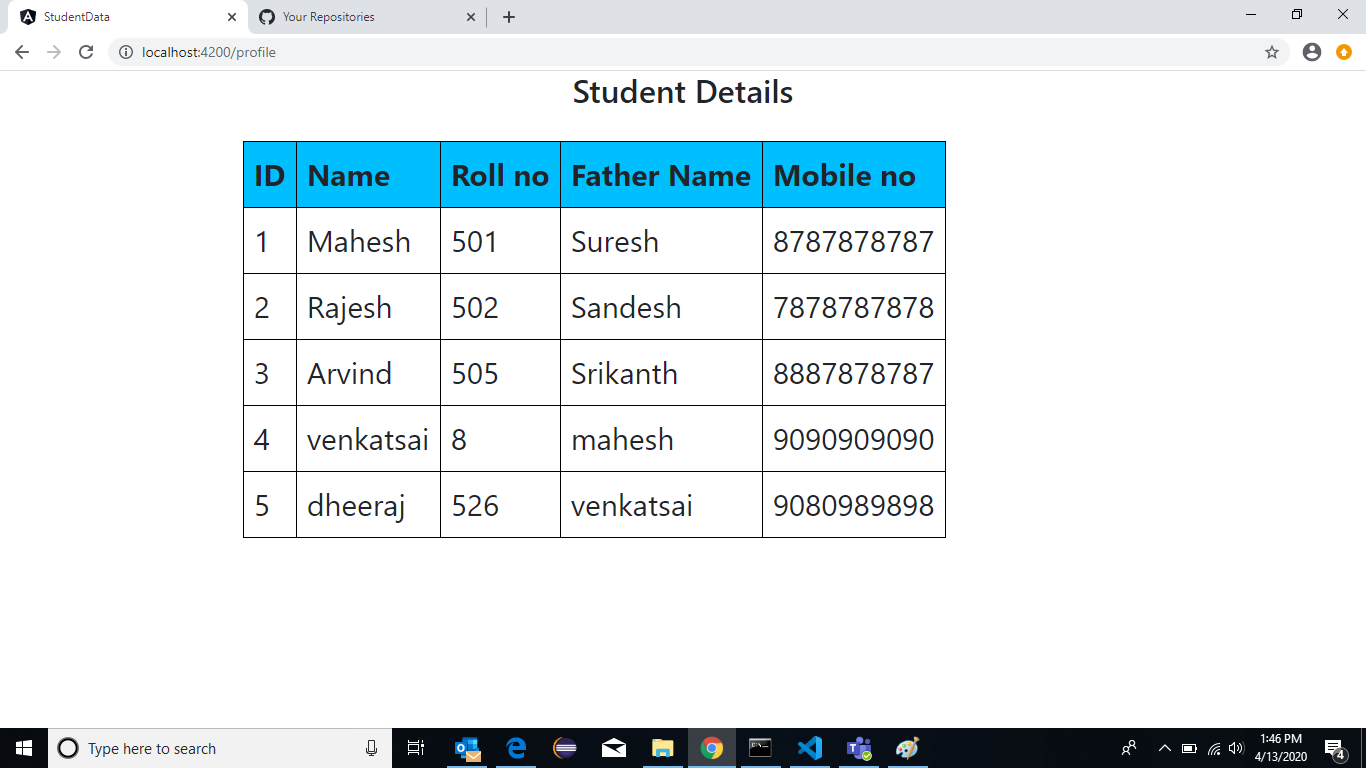 StudentData
Your Repositories
localhost:4200/profile
Student Details
ID Name Roll no Father Name Mobile no
1 Mahesh 501 Suresh 8787878787
2 Rajesh 502 Sandesh 7878787878
3 Arvind 505 Srikanth 8887878787
4 venkatsai 8 mahesh 9090909090
5 dheeraj 526 venkatsai 9080989898
Type here to search
1:46 PM
4/13/2020
4